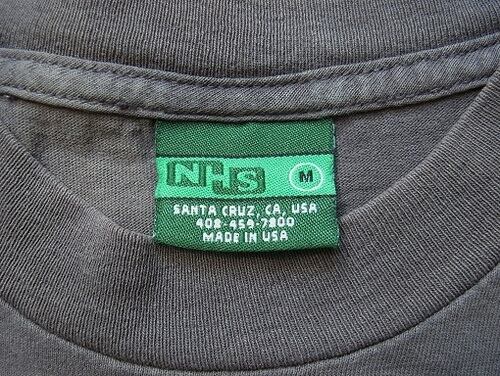 NHS M
SANTA CRUZ, CA, USA
408-459-7800
MADE IN USA